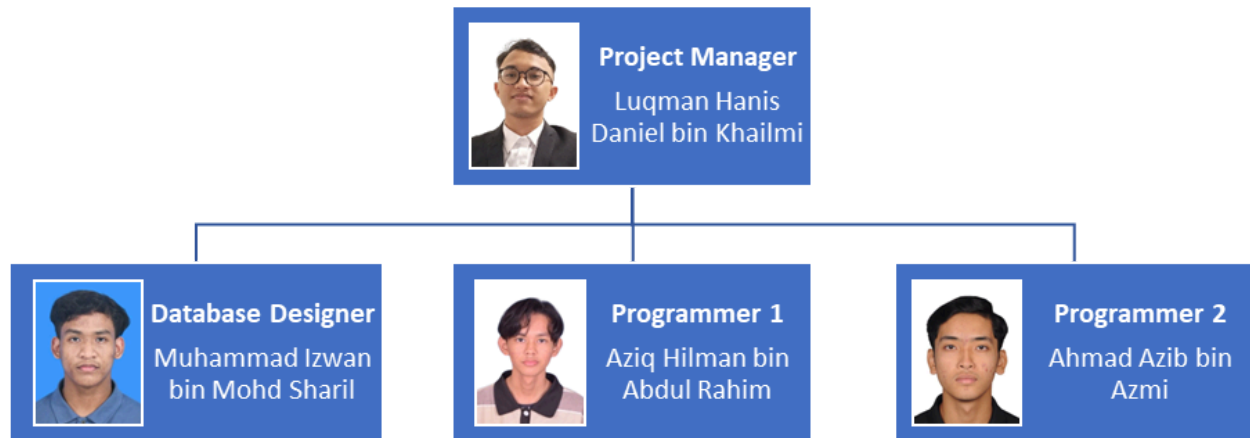 Project Manager
Luqman Hanis
Daniel bin Khailmi
Database Designer
Muhammad Izwan
bin Mohd Sharil
Programmer 1
Aziq Hilman bin
Abdul Rahim
Programmer 2
Ahmad Azib bin
Azmi